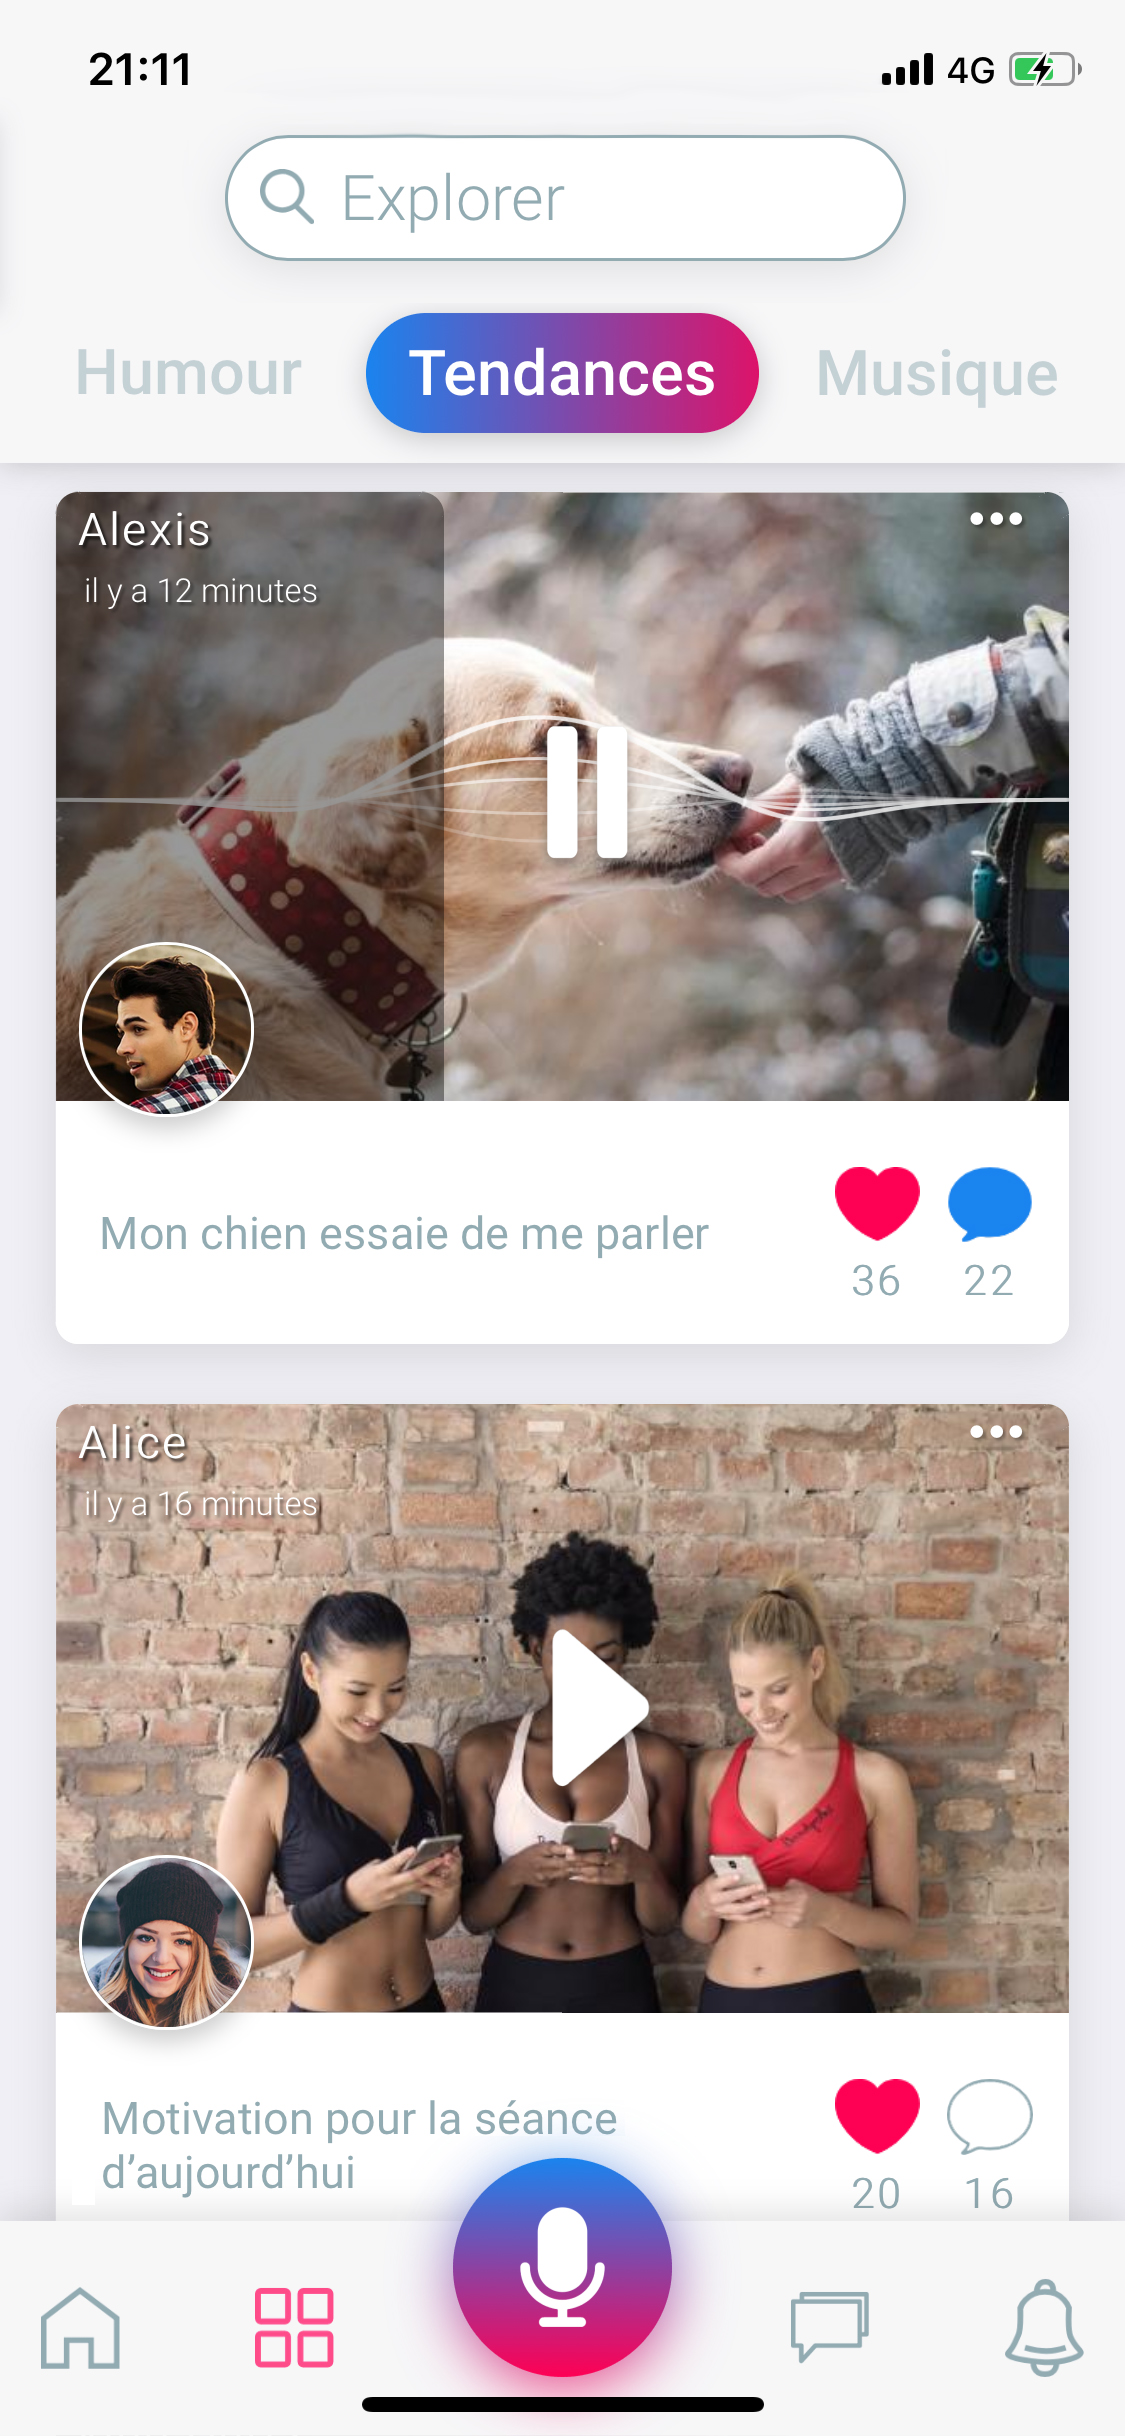 21:11
4G
Explorer
Humour
Tendances
Musique
Alexis
il y a 12 minutes
Mon chien essaie de me parler
36
22
Alice
il y a 16 minutes
Motivation pour la séance
d’aujourd’hui
20
16